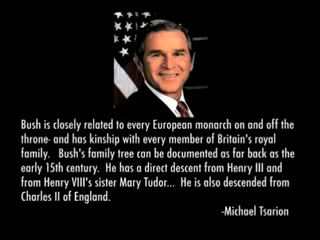 Bush is closely related to every European monarch on and off the
throne- and has kinship with every member of Britain's royal
family.   Bush's family tree can be documented as far back as the
early 15th century.  He has a direct descent from Henry III and
from Henry VIII's sister Mary Tudor...  He is also descended from
Charles II of England.
-Michael Tsarion